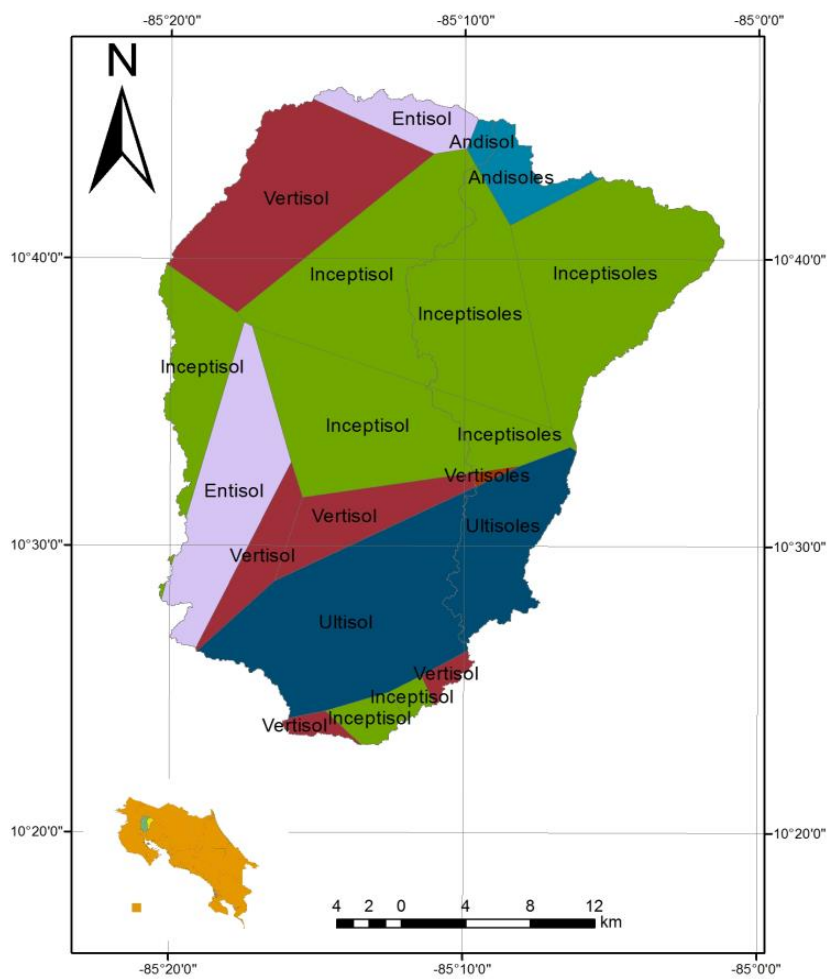 -85°20'0"
-85°10'0"
-85°0'0"
N
Entisol
Andisol
Andisoles
Vertisol
10°40'0"
10°40'0"
Inceptisol
Inceptisoles
Inceptisoles
Inceptisol
Inceptisol
Inceptisoles
Vertisoles
Entisol
Vertisol
Ultisoles
10°30'0"
10°30'0"
Vertisol
Ultisol
Vertisol
Inceptisol
Inceptisol
Vertisol
10°20'0"
10°20'0"
4 2 0 4 8 12
km
-85°20'0"
-85°10'0"
-85°0'0"